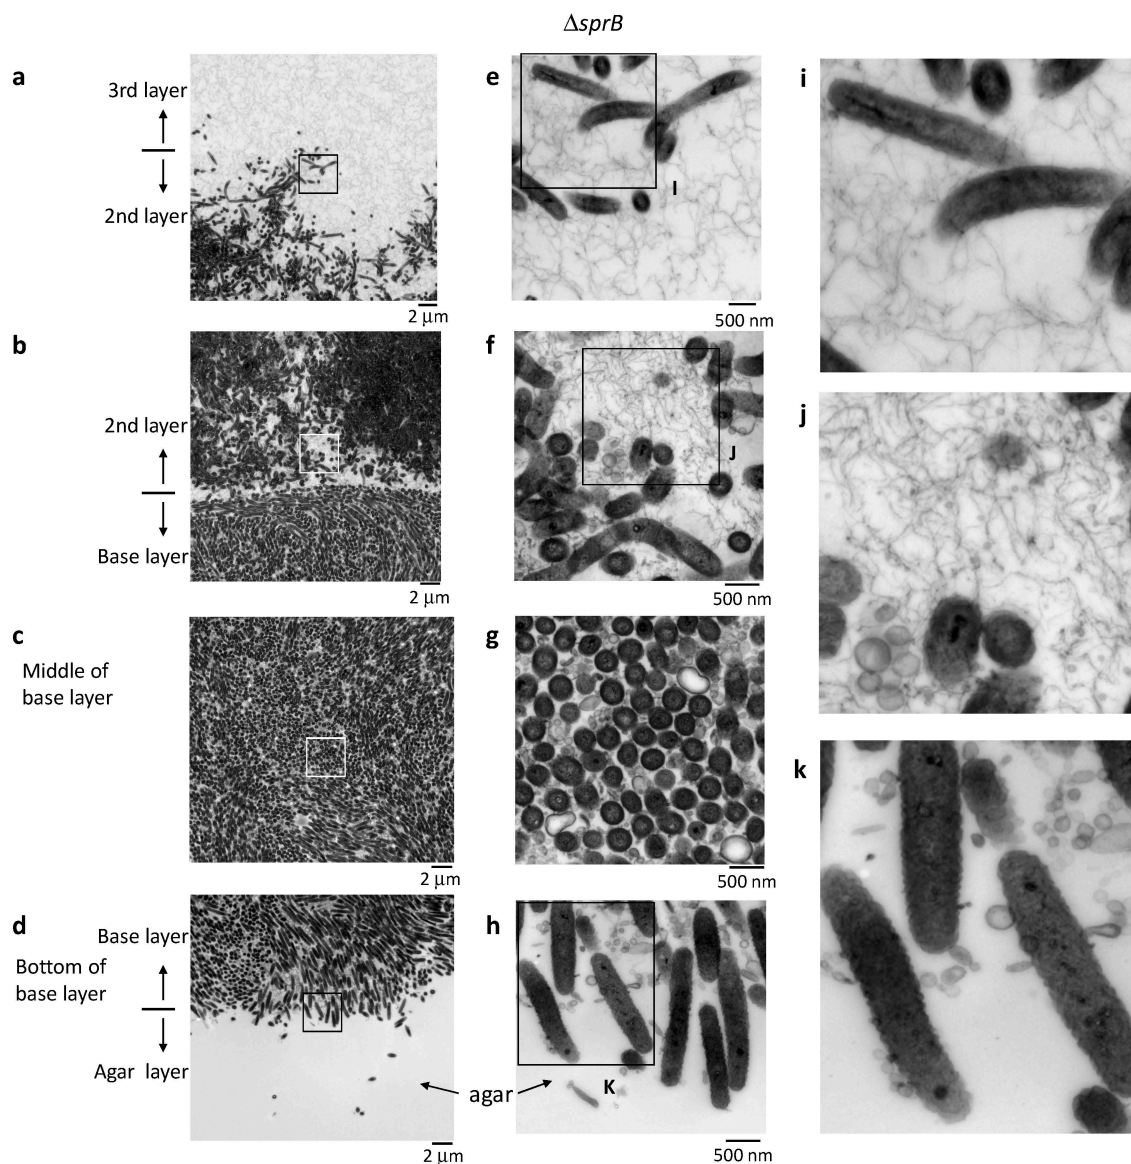 ΔsprB
a
3rd layer
2nd layer
2 μm
e
I
500 nm
i
b
2nd layer
Base layer
2 μm
f
J
500 nm
j
c
Middle of
base layer
2 μm
g
500 nm
k
d
Base layer
Bottom of
base layer
Agar layer
2 μm
agar
h
K
500 nm